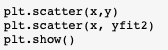 plt.scatter(x,y)
plt.scatter(x, yfit2)
plt.show()